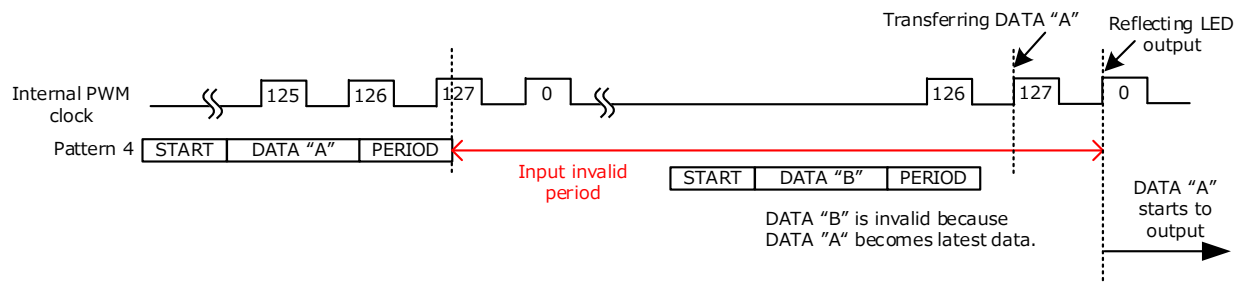 Transferring DATA “A”
Reflecting LED
output
Internal PWM
clock
125 126 127 0 126 127 0
Pattern 4 START DATA “A” PERIOD
Input invalid
period
START DATA “B” PERIOD
DATA “B” is invalid because
DATA ”A“ becomes latest data.
DATA “A”
starts to
output